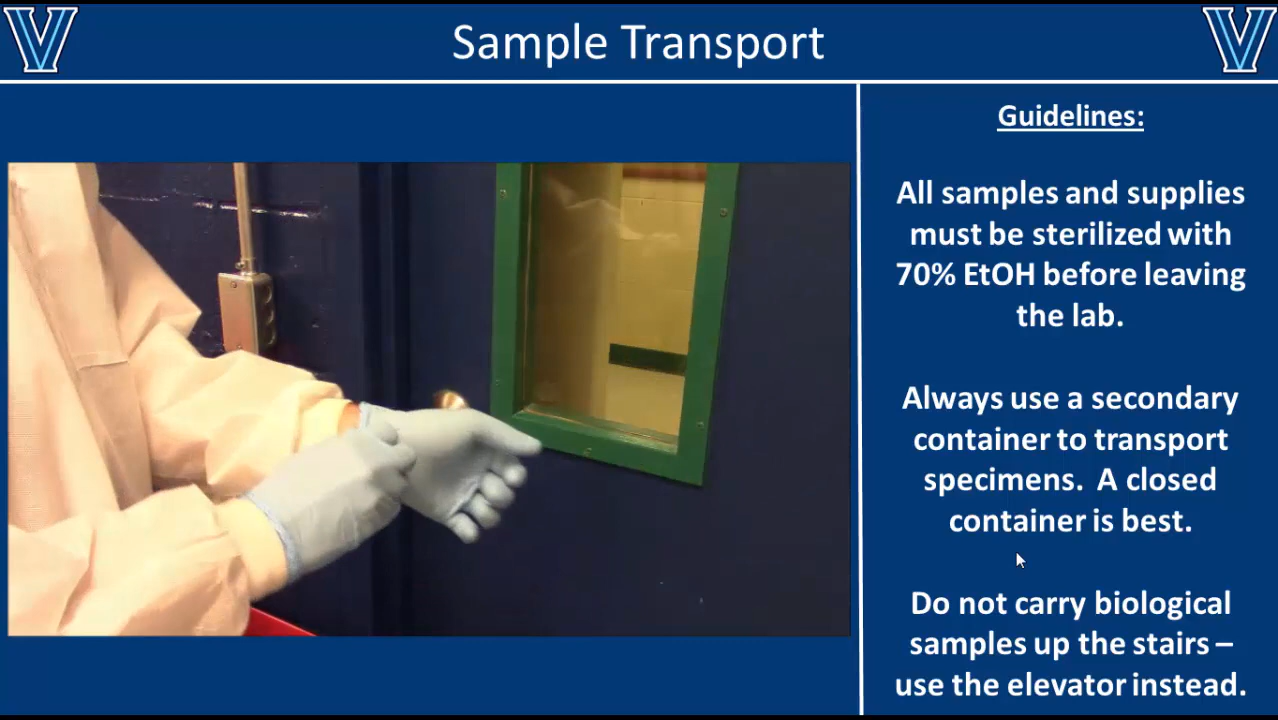 Sample Transport
Guidelines:
All samples and supplies
must be sterilized with
70% EtOH before leaving
the lab.
Always use a secondary
container to transport
specimens.  A closed
container is best.
Do not carry biological
samples up the stairs –
use the elevator instead.